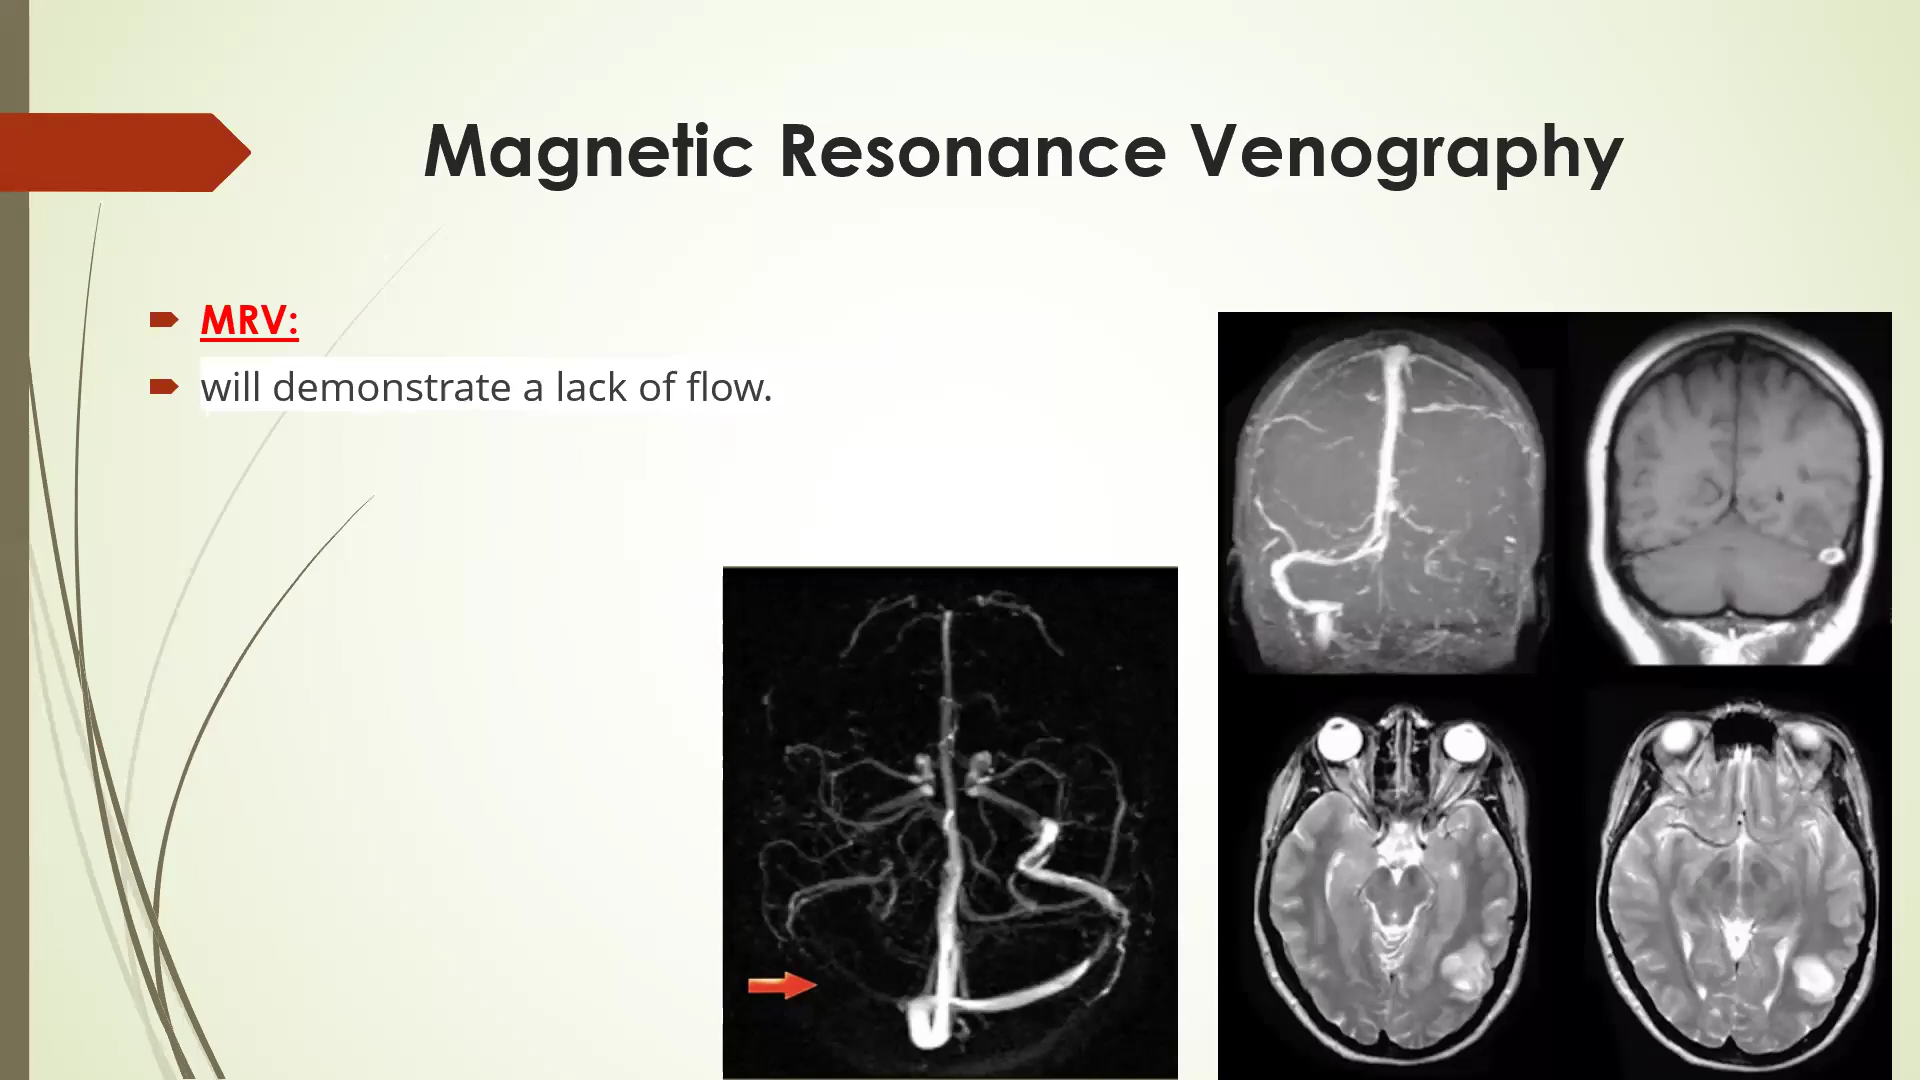 Magnetic Resonance Venography
MRV:
will demonstrate a lack of flow.